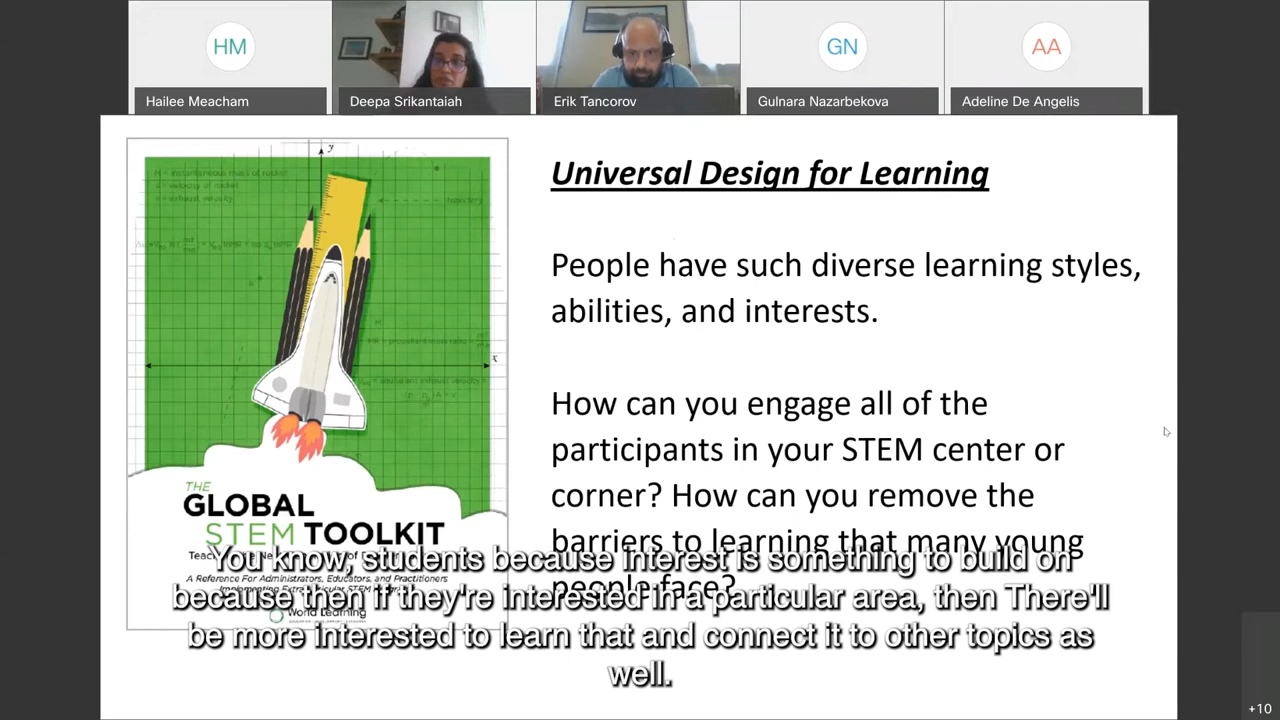 HM
GN
AA
Hailee Meacham
Deepa Srikantaiah
Erik Tancorov
Gulnara Nazarbekova
Adeline De Angelis
y
trajectory
x
THE
GLOBAL
STEM TOOLKIT
A Reference For Administrators, Educators, and Practitioners
World Learning
Universal Design for Learning
People have such diverse learning styles,
abilities, and interests.
How can you engage all of the
participants in your STEM center or
corner? How can you remove the
barriers to learning that many young
people face?
You know, students because interest is something to build on
because then if they're interested in a particular area, then There'll
be more interested to learn that and connect it to other topics as
well.
+10